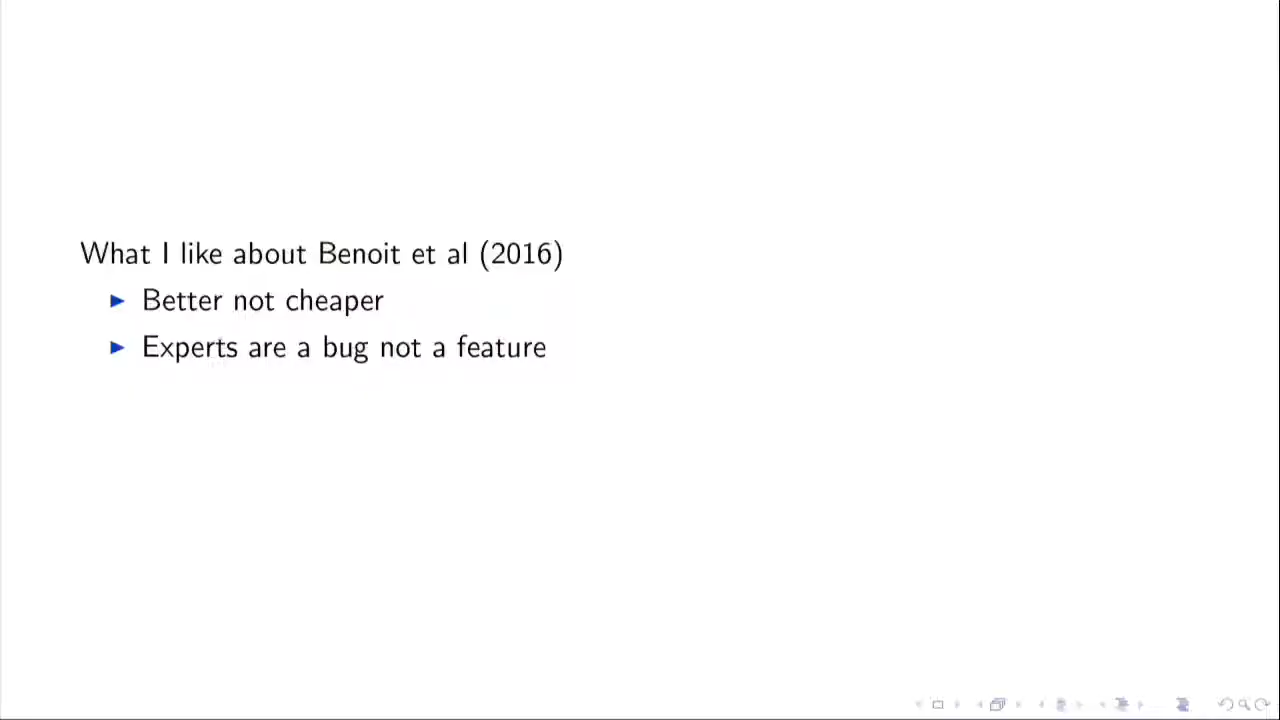 What I like about Benoit et al (2016)
Better not cheaper
Experts are a bug not a feature